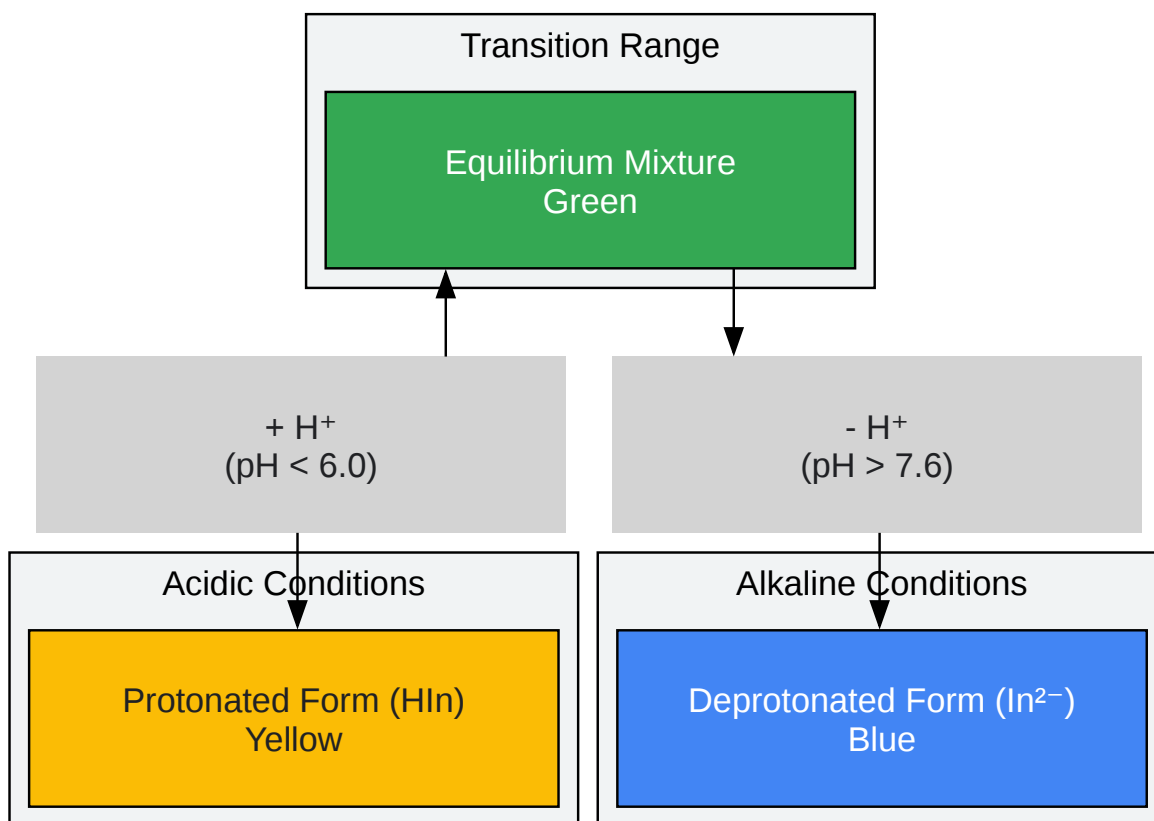 Transition Range
Equilibrium Mixture
Green
+ H⁺
(pH < 6.0)
- H⁺
(pH > 7.6)
Acidic Conditions
Protonated Form (HIn)
Yellow
Alkaline Conditions
Deprotonated Form (In²⁻)
Blue